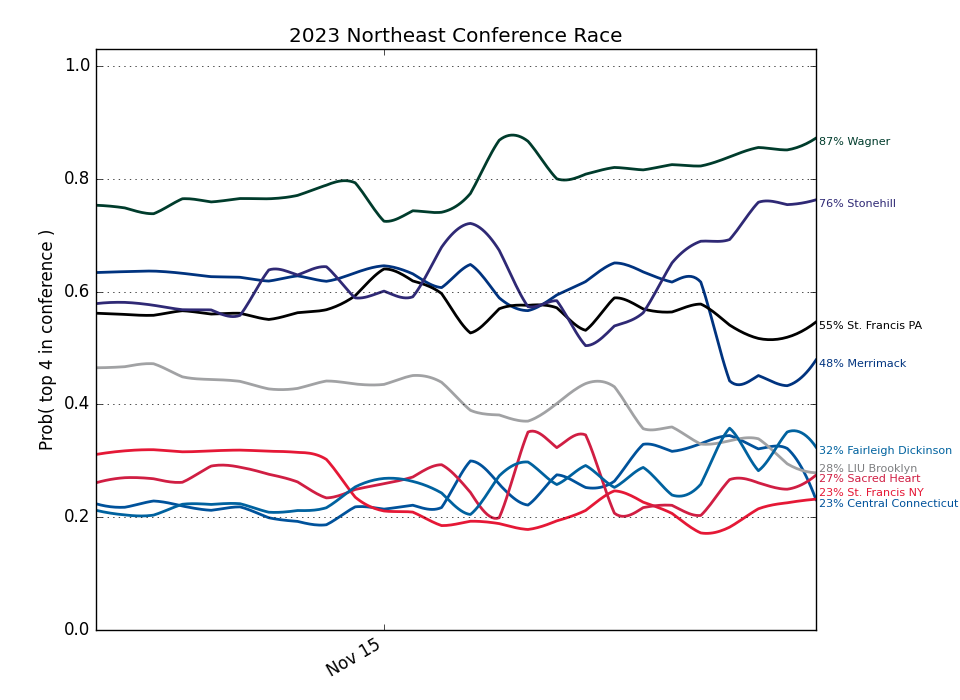 2023 Northeast Conference Race
1.0
0.8
0.6
0.4
0.2
0.0
Prob( top 4 in conference )
Nov 15
87% Wagner
76% Stonehill
55% St. Francis PA
48% Merrimack
32% Fairleigh Dickinson
28% LIU Brooklyn
27% Sacred Heart
23% St. Francis NY
23% Central Connecticut